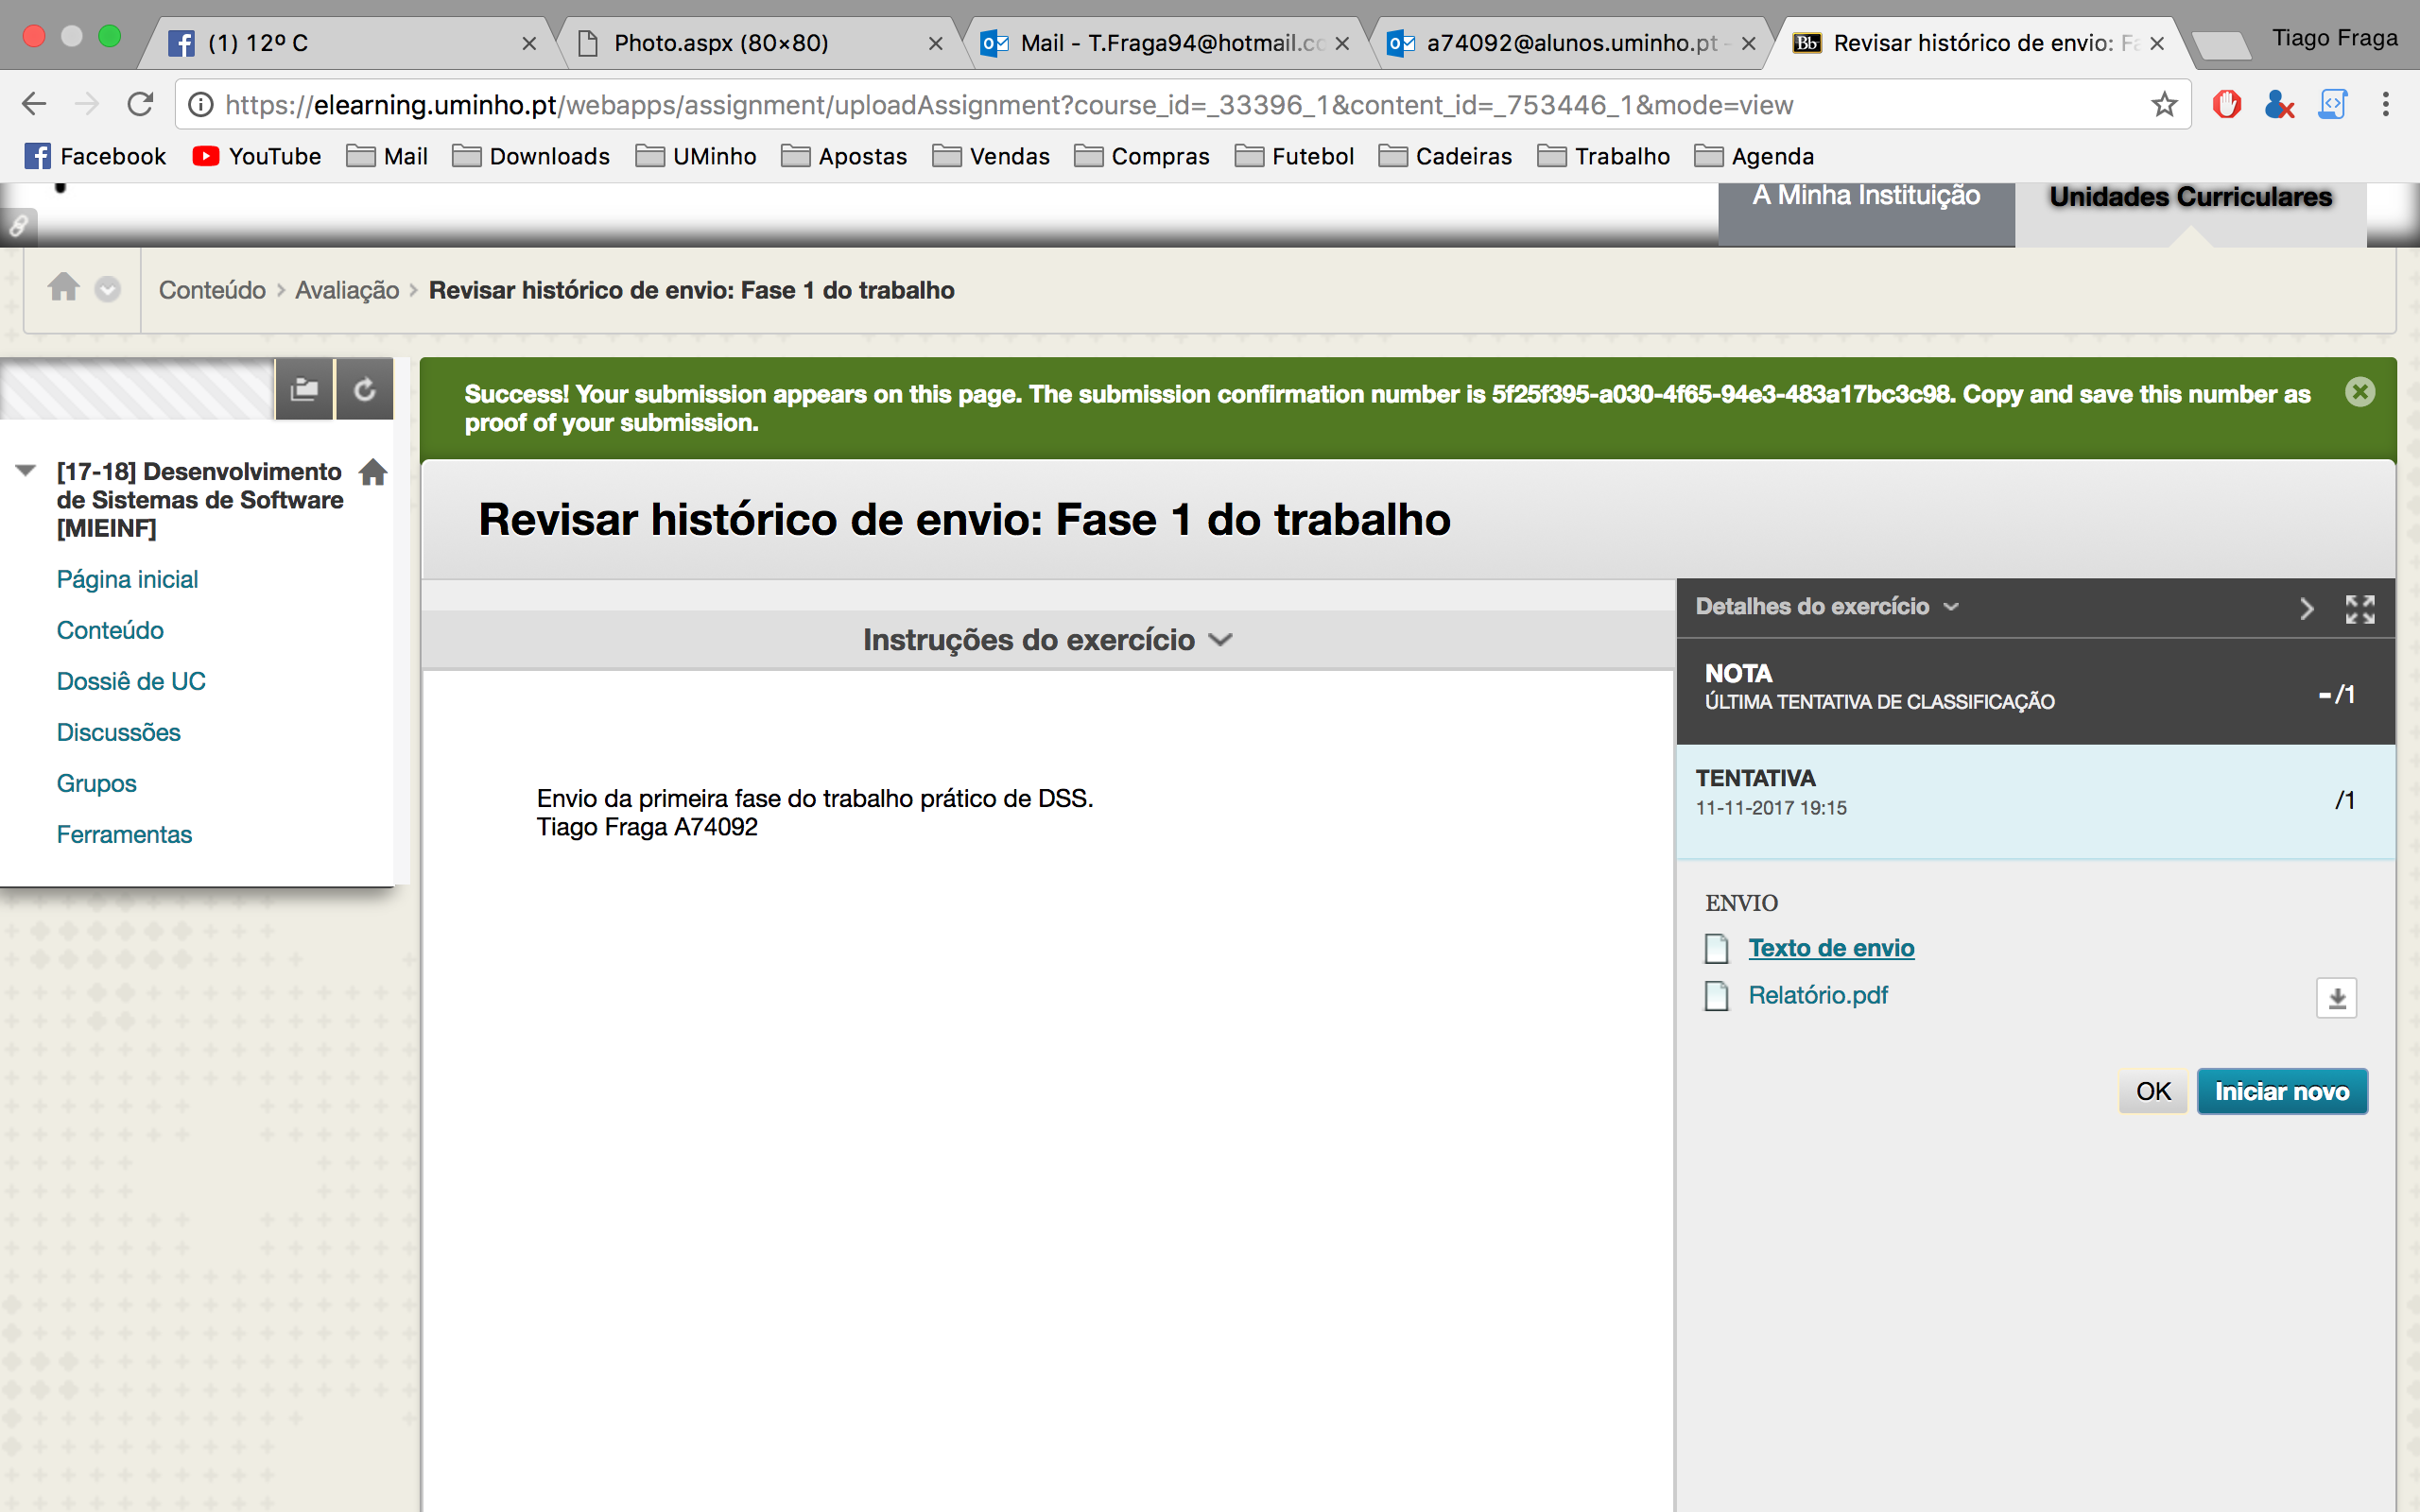 (1) 12º C
Photo.aspx (80×80)
Mail - T.Fraga94@hotmail.co
a74092@alunos.uminho.pt -
Bb Revisar histórico de envio: Fa
Tiago Fraga
https://elearning.uminho.pt/webapps/assignment/uploadAssignment?course_id=_33396_1&content_id=_753446_1&mode=view
Facebook YouTube Mail Downloads UMinho Apostas Vendas Compras Futebol Cadeiras Trabalho Agenda
A Minha Instituição
Unidades Curriculares
Conteúdo > Avaliação > Revisar histórico de envio: Fase 1 do trabalho
Success! Your submission appears on this page. The submission confirmation number is 5f25f395-a030-4f65-94e3-483a17bc3c98. Copy and save this number as
proof of your submission.
[17-18] Desenvolvimento
de Sistemas de Software
[MIEINF]
Página inicial
Conteúdo
Dossiê de UC
Discussões
Grupos
Ferramentas
Revisar histórico de envio: Fase 1 do trabalho
Instruções do exercício
Envio da primeira fase do trabalho prático de DSS.
Tiago Fraga A74092
Detalhes do exercício
NOTA
ÚLTIMA TENTATIVA DE CLASSIFICAÇÃO
-/1
TENTATIVA
11-11-2017 19:15
/1
ENVIO
Texto de envio
Relatório.pdf
OK
Iniciar novo